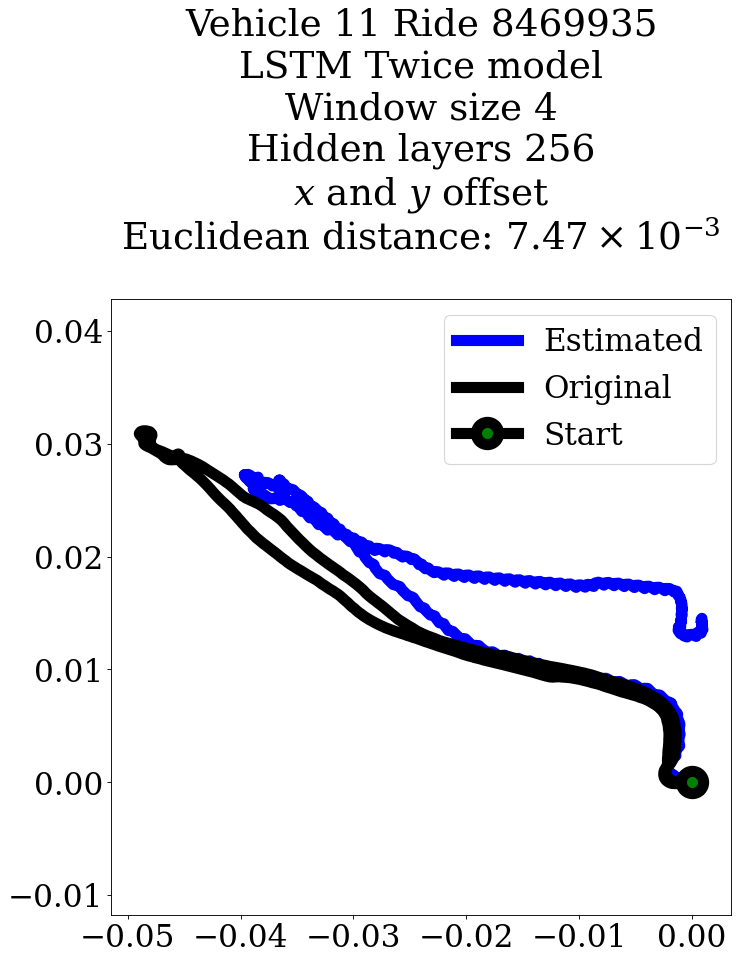 Vehicle 11 Ride 8469935
LSTM Twice model
Window size 4
Hidden layers 256
x and y offset
Euclidean distance: 7.47 × 10⁻³
Estimated
Original
Start
0.04
0.03
0.02
0.01
0.00
−0.01
−0.05 −0.04 −0.03 −0.02 −0.01 0.00